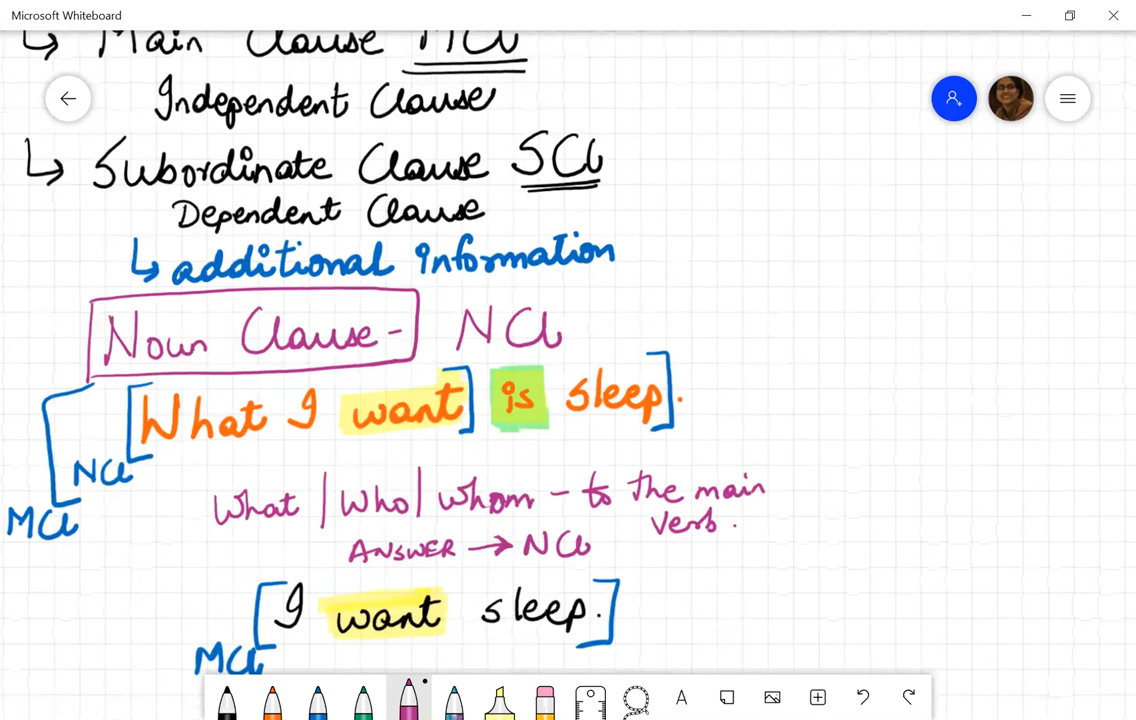 Microsoft Whiteboard
↳ Main Clause MCl
Independent Clause
↳ Subordinate Clause SCl
Dependent Clause
↳ additional information
Noun Clause- NCl
[What I want] is sleep].
NCl
MCl
What / Who / whom - to the main
verb.
ANSWER → NCl
[I want sleep.]
MCl
A